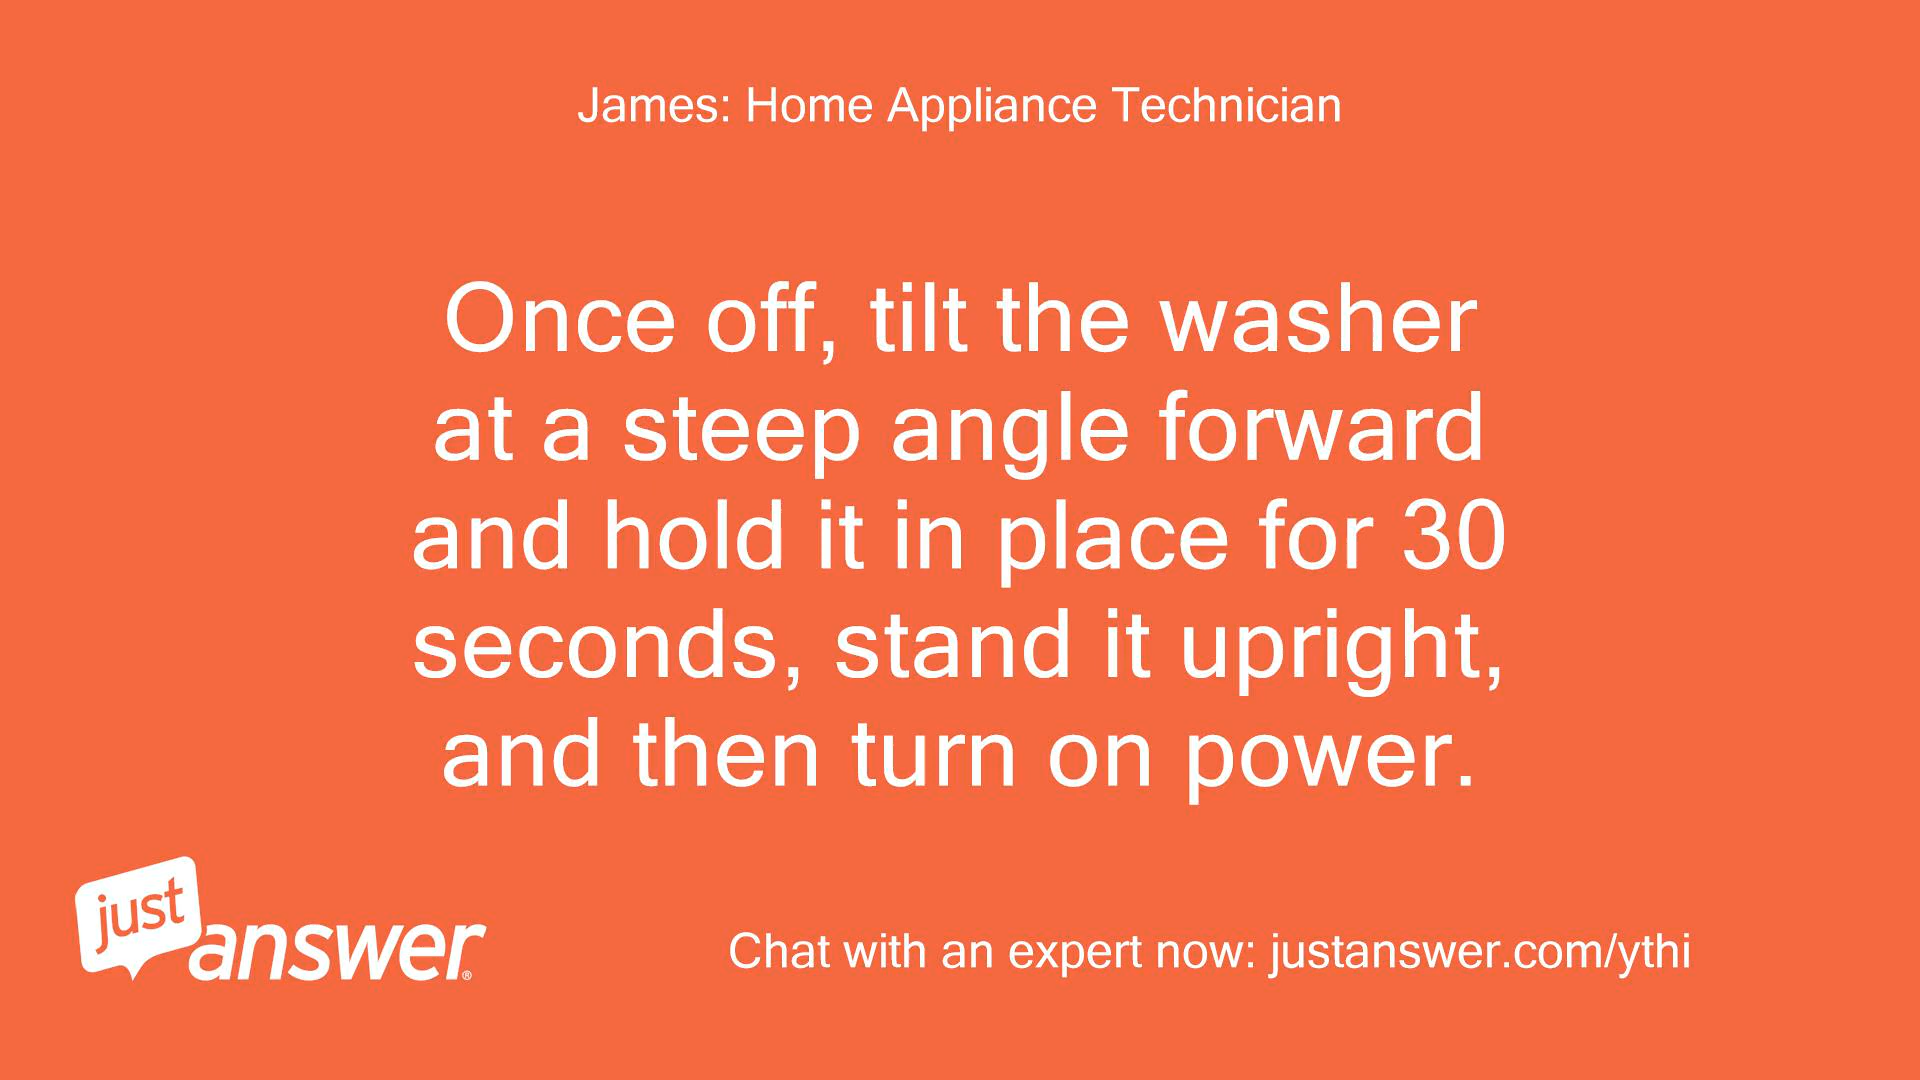 James: Home Appliance Technician
Once off, tilt the washer
at a steep angle forward
and hold it in place for 30
seconds, stand it upright,
and then turn on power.
just
answer®
Chat with an expert now: justanswer.com/ythi